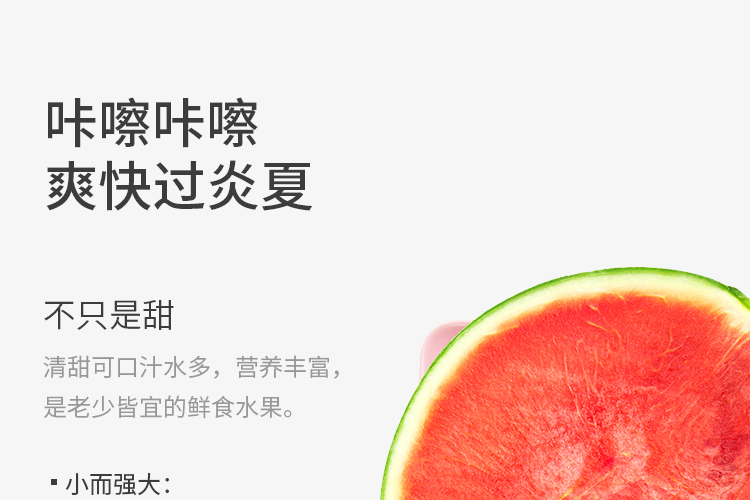 咔嚓咔嚓
爽快过炎夏
不只是甜
清甜可口汁水多，营养丰富，
是老少皆宜的鲜食水果。
▪ 小而强大：